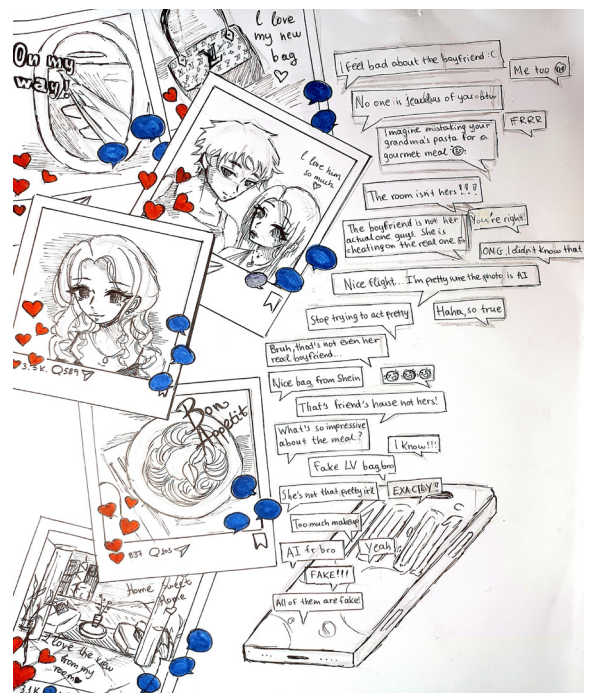 On my
way!
I love
my new
bag
I love him
so much
3.5K 589
Bon
Appetit
837 103
Home sweet
Home
I love the view
from my
room
3.1K
I feel bad about the boyfriend :(
Me too
No one is jealous of you btw
FRRR
Imagine mistaking your
grandma's pasta for a
gourmet meal
The room isn't hers!!!
You're right!
The boyfriend is not her
actual one guys. She is
cheating on the real one
OMG, I didn't know that
Nice flight...I'm pretty sure the photo is AI
Stop trying to act pretty
Haha, so true
Bruh, that's not even her
real boyfriend...
Nice bag from Shein
That's friend's house not hers!
What's so impressive
about the meal?
I know!!!
Fake LV bag bro
She's not that pretty irl
EXACTLY!!
Too much makeup
AI fr bro
Yeah
FAKE!!!
All of them are fake!